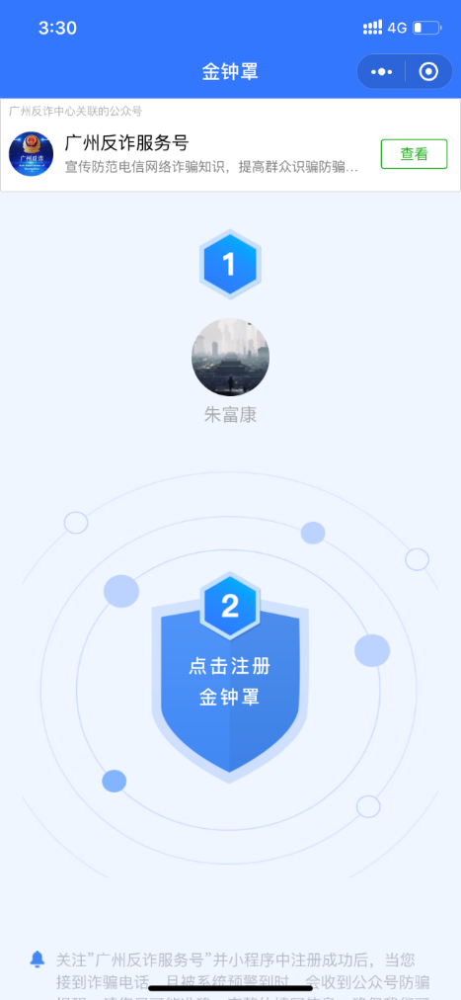 3:30
4G
金钟罩
广州反诈中心关联的公众号
广州反诈
广州反诈服务号
宣传防范电信网络诈骗知识，提高群众识骗防骗...
查看
1
朱富康
2
点击注册
金钟罩
关注”广州反诈服务号”并小程序中注册成功后，当您
接到诈骗电话，且被系统预警到时，会收到公众号防骗